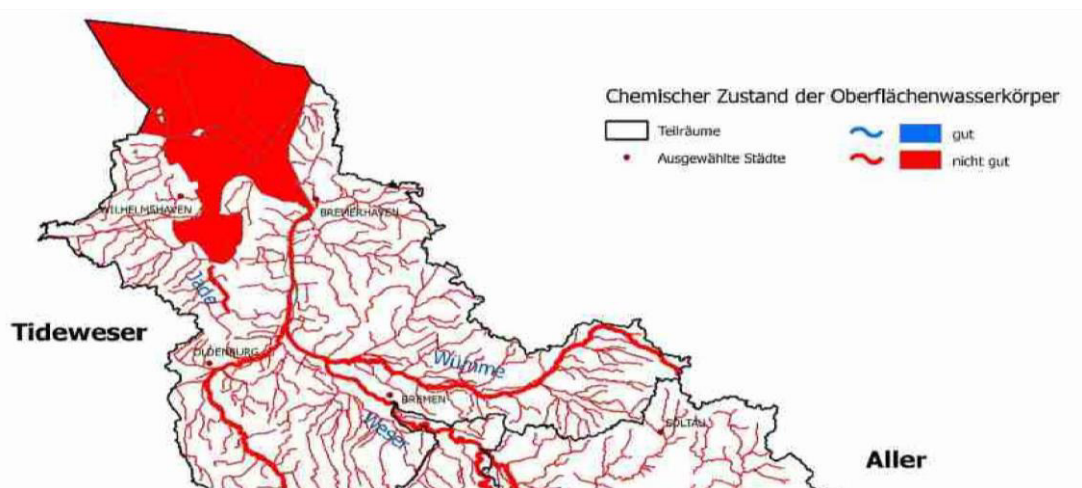 Chemischer Zustand der Oberflächenwasserkörper
Teilräume
gut
Ausgewählte Städte
nicht gut
WILHELMSHAVEN
BREMERHAVEN
Jade
Tideweser
OLDENBURG
Wümme
BREMEN
Weser
SOLTAU
Aller